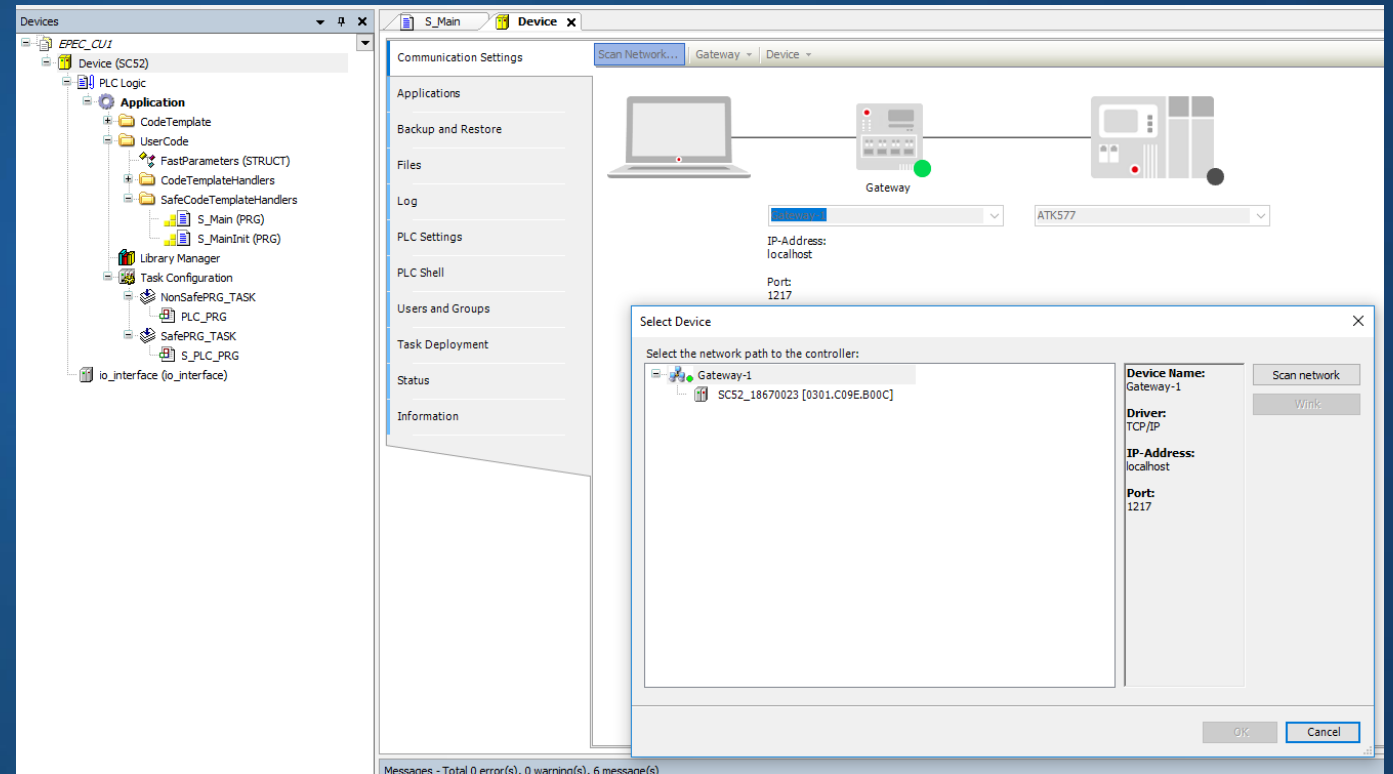 Devices
EPEC_CU1
Device (SC52)
PLC Logic
Application
CodeTemplate
UserCode
FastParameters (STRUCT)
CodeTemplateHandlers
SafeCodeTemplateHandlers
S_Main (PRG)
S_MainInit (PRG)
Library Manager
Task Configuration
NonSafePRG_TASK
PLC_PRG
SafePRG_TASK
S_PLC_PRG
io_interface (io_interface)
S_Main
Device
Communication Settings
Applications
Backup and Restore
Files
Log
PLC Settings
PLC Shell
Users and Groups
Task Deployment
Status
Information
Scan Network...
Gateway
Device
Gateway
Gateway-1
ATK577
IP-Address:
localhost
Port:
1217
Select Device
Select the network path to the controller:
Gateway-1
SC52_18670023 [0301.C09E.B00C]
Device Name:
Gateway-1
Driver:
TCP/IP
IP-Address:
localhost
Port:
1217
Scan network
Wink
OK
Cancel
Messages - Total 0 error(s), 0 warning(s), 6 message(s)